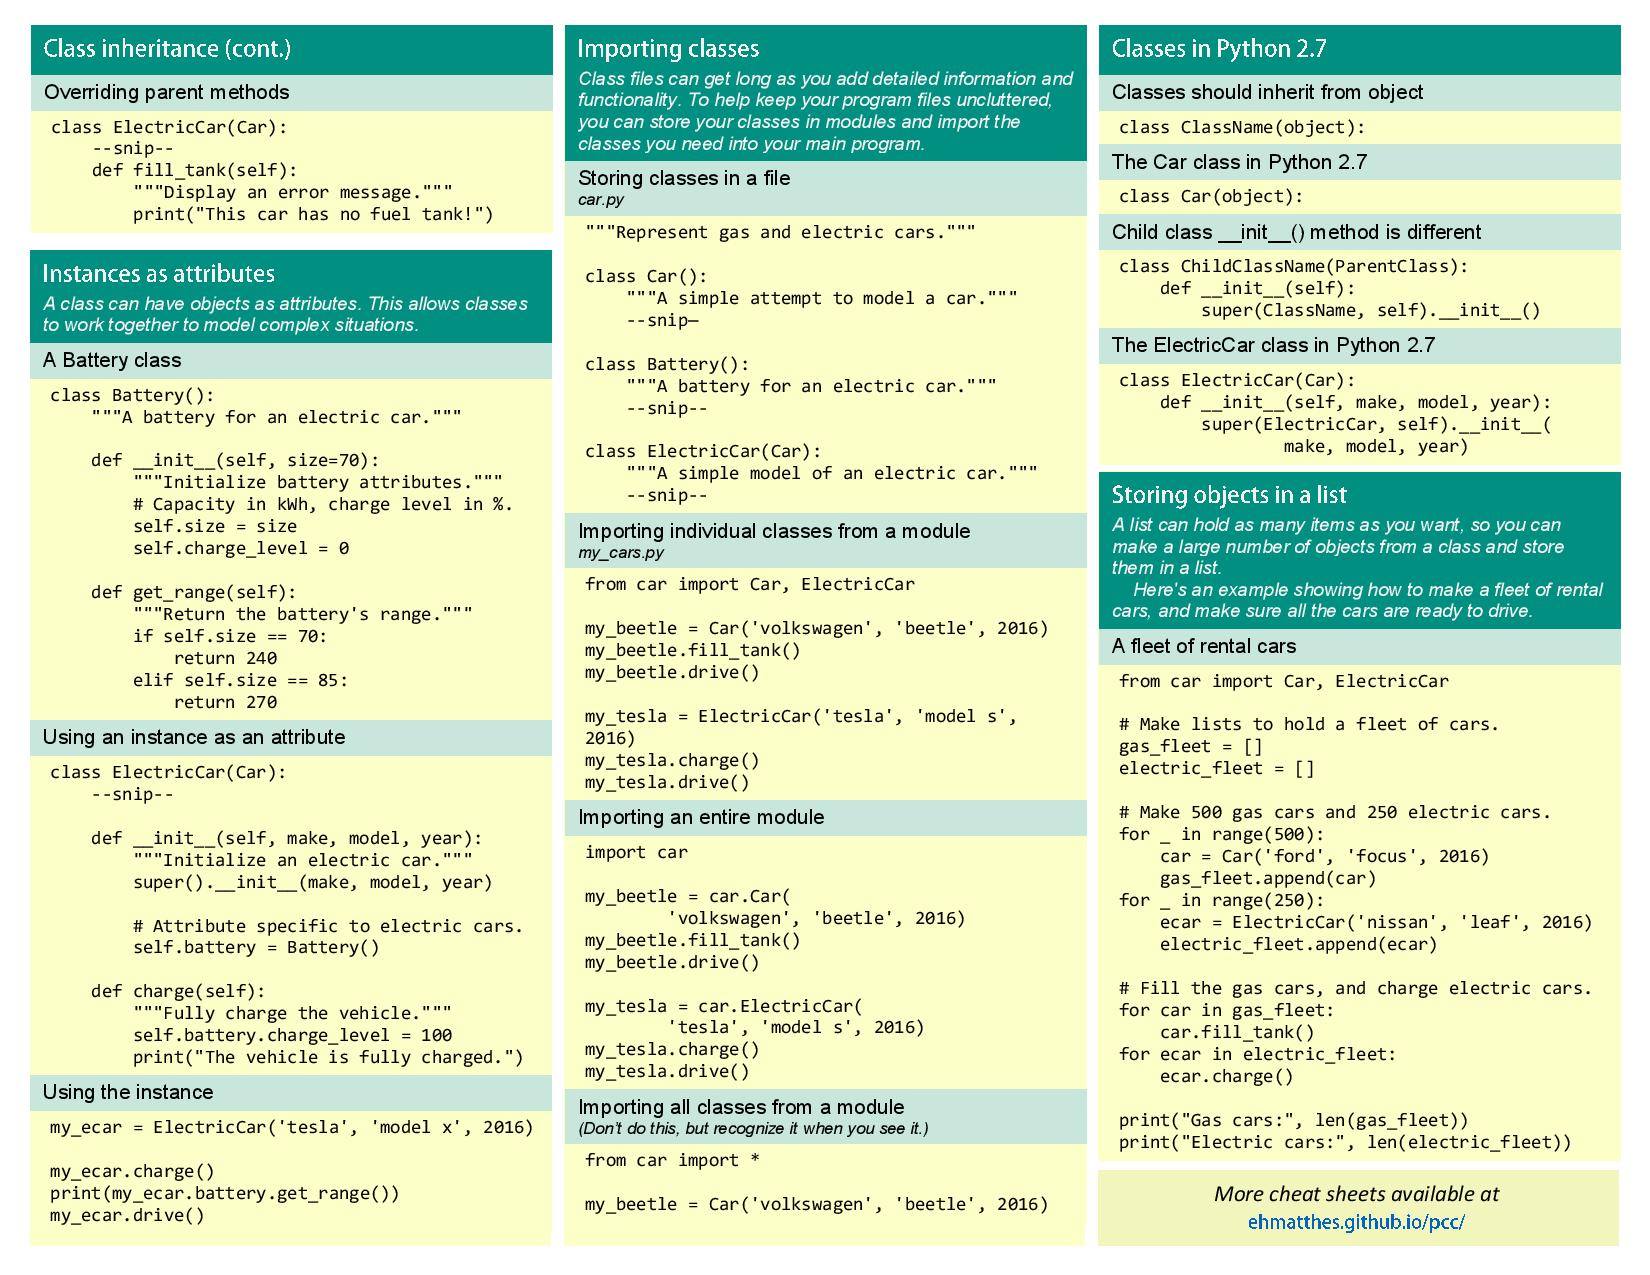 Class inheritance (cont.)
Overriding parent methods
class ElectricCar(Car):
    --snip--
    def fill_tank(self):
        """Display an error message."""
        print("This car has no fuel tank!")
Instances as attributes
A class can have objects as attributes. This allows classes
to work together to model complex situations.
A Battery class
class Battery():
    """A battery for an electric car."""

    def __init__(self, size=70):
        """Initialize battery attributes."""
        # Capacity in kWh, charge level in %.
        self.size = size
        self.charge_level = 0

    def get_range(self):
        """Return the battery's range."""
        if self.size == 70:
            return 240
        elif self.size == 85:
            return 270
Using an instance as an attribute
class ElectricCar(Car):
    --snip--

    def __init__(self, make, model, year):
        """Initialize an electric car."""
        super().__init__(make, model, year)

        # Attribute specific to electric cars.
        self.battery = Battery()

    def charge(self):
        """Fully charge the vehicle."""
        self.battery.charge_level = 100
        print("The vehicle is fully charged.")
Using the instance
my_ecar = ElectricCar('tesla', 'model x', 2016)

my_ecar.charge()
print(my_ecar.battery.get_range())
my_ecar.drive()
Importing classes
Class files can get long as you add detailed information and
functionality. To help keep your program files uncluttered,
you can store your classes in modules and import the
classes you need into your main program.
Storing classes in a file
car.py
"""Represent gas and electric cars."""

class Car():
    """A simple attempt to model a car."""
    --snip—

class Battery():
    """A battery for an electric car."""
    --snip--

class ElectricCar(Car):
    """A simple model of an electric car."""
    --snip--
Importing individual classes from a module
my_cars.py
from car import Car, ElectricCar

my_beetle = Car('volkswagen', 'beetle', 2016)
my_beetle.fill_tank()
my_beetle.drive()

my_tesla = ElectricCar('tesla', 'model s',
2016)
my_tesla.charge()
my_tesla.drive()
Importing an entire module
import car

my_beetle = car.Car(
        'volkswagen', 'beetle', 2016)
my_beetle.fill_tank()
my_beetle.drive()

my_tesla = car.ElectricCar(
        'tesla', 'model s', 2016)
my_tesla.charge()
my_tesla.drive()
Importing all classes from a module
(Don't do this, but recognize it when you see it.)
from car import *

my_beetle = Car('volkswagen', 'beetle', 2016)
Classes in Python 2.7
Classes should inherit from object
class ClassName(object):
The Car class in Python 2.7
class Car(object):
Child class __init__() method is different
class ChildClassName(ParentClass):
    def __init__(self):
        super(ClassName, self).__init__()
The ElectricCar class in Python 2.7
class ElectricCar(Car):
    def __init__(self, make, model, year):
        super(ElectricCar, self).__init__(
                make, model, year)
Storing objects in a list
A list can hold as many items as you want, so you can
make a large number of objects from a class and store
them in a list.
Here's an example showing how to make a fleet of rental
cars, and make sure all the cars are ready to drive.
A fleet of rental cars
from car import Car, ElectricCar

# Make lists to hold a fleet of cars.
gas_fleet = []
electric_fleet = []

# Make 500 gas cars and 250 electric cars.
for _ in range(500):
    car = Car('ford', 'focus', 2016)
    gas_fleet.append(car)
for _ in range(250):
    ecar = ElectricCar('nissan', 'leaf', 2016)
    electric_fleet.append(ecar)

# Fill the gas cars, and charge electric cars.
for car in gas_fleet:
    car.fill_tank()
for ecar in electric_fleet:
    ecar.charge()

print("Gas cars:", len(gas_fleet))
print("Electric cars:", len(electric_fleet))
More cheat sheets available at
ehmatthes.github.io/pcc/